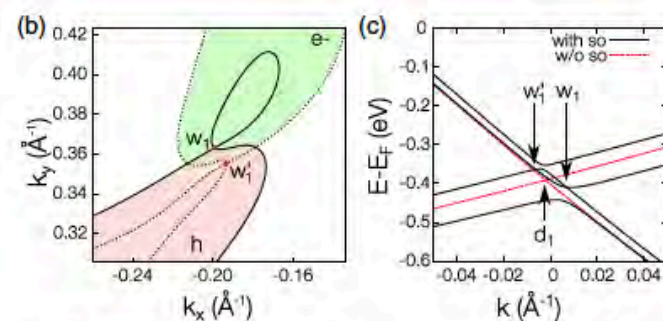 (b)
0.42
0.40
0.38
0.36
0.34
0.32
k_y (Å⁻¹)
e-
w₁
w'₁
h
-0.24
-0.20
-0.16
k_x (Å⁻¹)
(c)
0
-0.1
-0.2
-0.3
-0.4
-0.5
-0.6
E-E_F (eV)
with so
w/o so
w'₁
w₁
d₁
-0.04
-0.02
0
0.02
0.04
k (Å⁻¹)